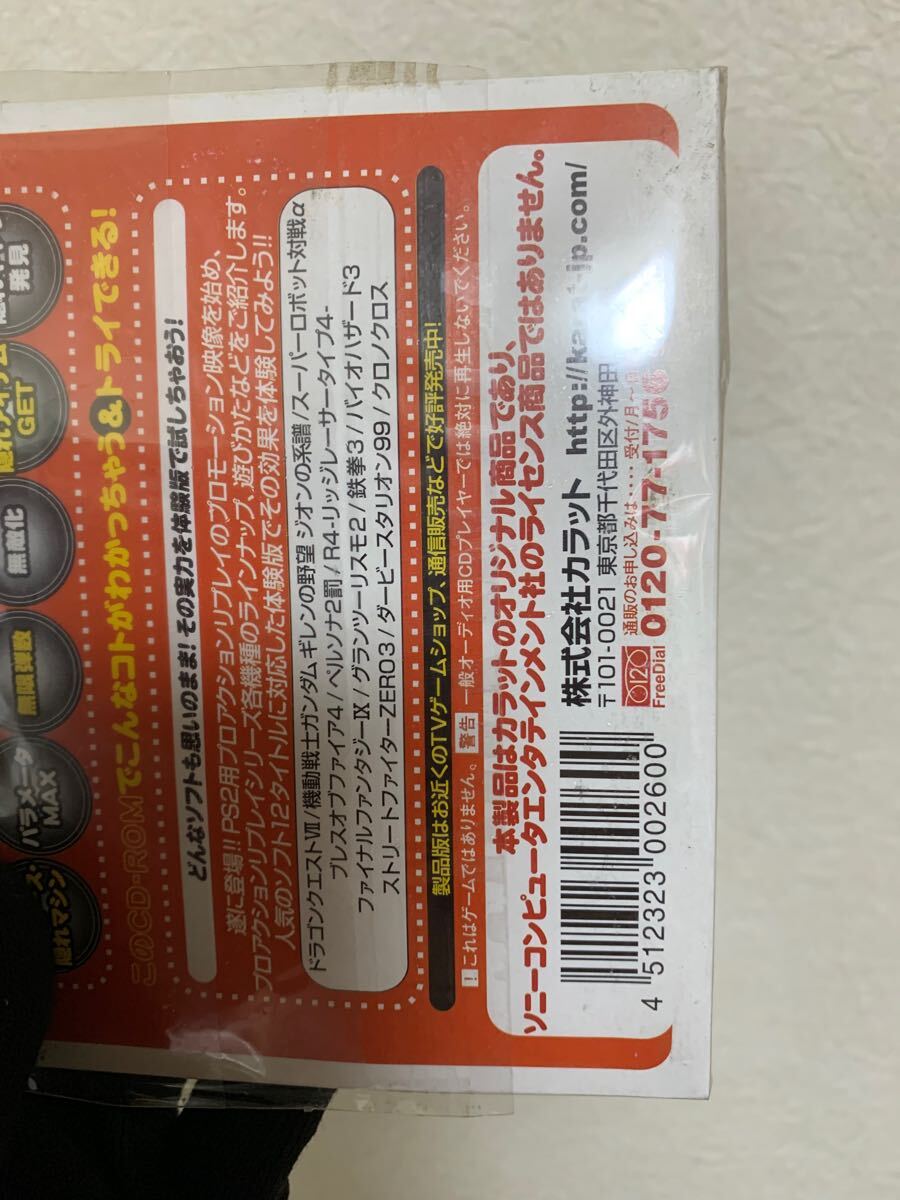 隠れマシン
パラメータ
MAX
無限弾数
無敵化
隠れアイテム
GET
発見
このCD-ROMでこんなコトがわかっちゃう&トライできる!
どんなソフトも思いのまま!その実力を体験版で試しちゃおう!
遂に登場!!PS2用プロアクションリプレイのプロモーション映像を始め、
プロアクションリプレイシリーズ各機種のラインナップ、遊びかたなどをご紹介します。
人気のソフト12タイトルに対応した体験版でその効果を体験してみよう!!
ドラゴンクエストⅦ/機動戦士ガンダム ギレンの野望 ジオンの系譜/スーパーロボット対戦α
ブレスオブファイア4/ペルソナ2罰/R4-リッジレーサータイプ4-
ファイナルファンタジーⅨ/グランツーリスモ2/鉄拳3/バイオハザード3
ストリートファイターZERO3/ダービースタリオン99/クロノクロス
製品版はお近くのTVゲームショップ、通信販売などで好評発売中!
! これはゲームではありません。 警告 一般オーディオ用CDプレイヤーでは絶対に再生しないでください。
本製品はカラットのオリジナル商品であり、
ソニーコンピュータエンタテインメント社のライセンス商品ではありません。
株式会社カラット http://karat-jp.com/
〒101-0021 東京都千代田区外神田
通販のお申し込みは‥‥ 受付/月〜
FreeDial 0120-77-175
4 512323 002600